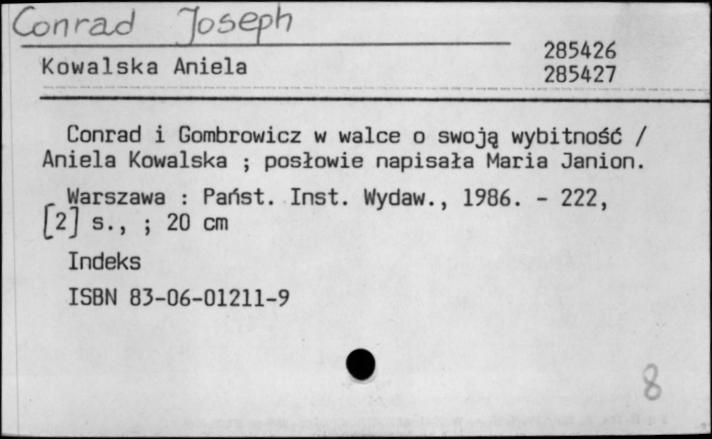 Conrad Joseph
285426
Kowalska Aniela
285427
Conrad i Gombrowicz w walce o swoją wybitność /
Aniela Kowalska ; posłowie napisała Maria Janion.
Warszawa : Państ. Inst. Wydaw., 1986. - 222,
[2] s., ; 20 cm
Indeks
ISBN 83-06-01211-9
8